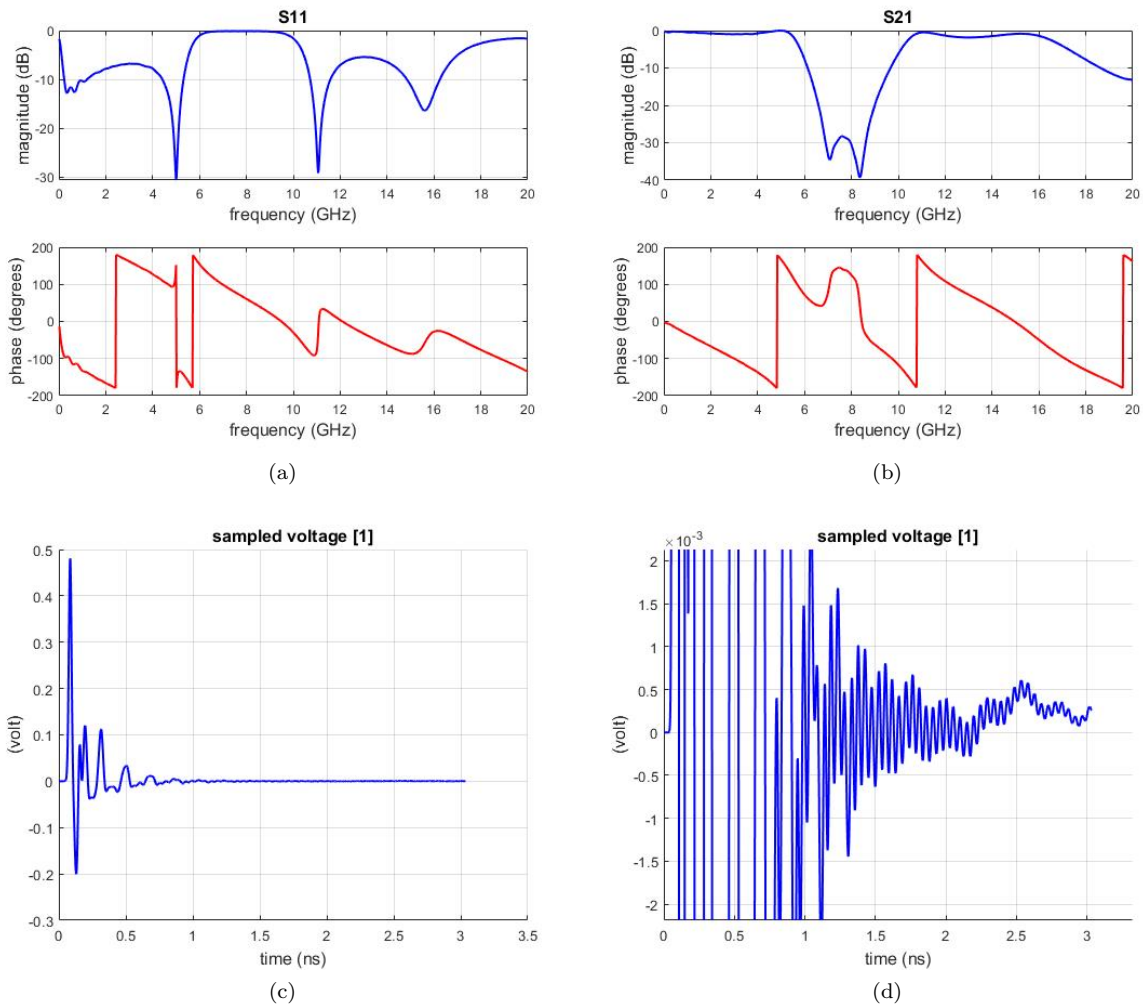 S11
magnitude (dB)
0
-10
-20
-30
0 2 4 6 8 10 12 14 16 18 20
frequency (GHz)
phase (degrees)
200
100
0
-100
-200
0 2 4 6 8 10 12 14 16 18 20
frequency (GHz)
(a)
S21
magnitude (dB)
0
-10
-20
-30
-40
0 2 4 6 8 10 12 14 16 18 20
frequency (GHz)
phase (degrees)
200
100
0
-100
-200
0 2 4 6 8 10 12 14 16 18 20
frequency (GHz)
(b)
sampled voltage [1]
(volt)
0.5
0.4
0.3
0.2
0.1
0
-0.1
-0.2
-0.3
0 0.5 1 1.5 2 2.5 3 3.5
time (ns)
(c)
sampled voltage [1]
×10⁻³
(volt)
2
1.5
1
0.5
0
-0.5
-1
-1.5
-2
0 0.5 1 1.5 2 2.5 3
time (ns)
(d)